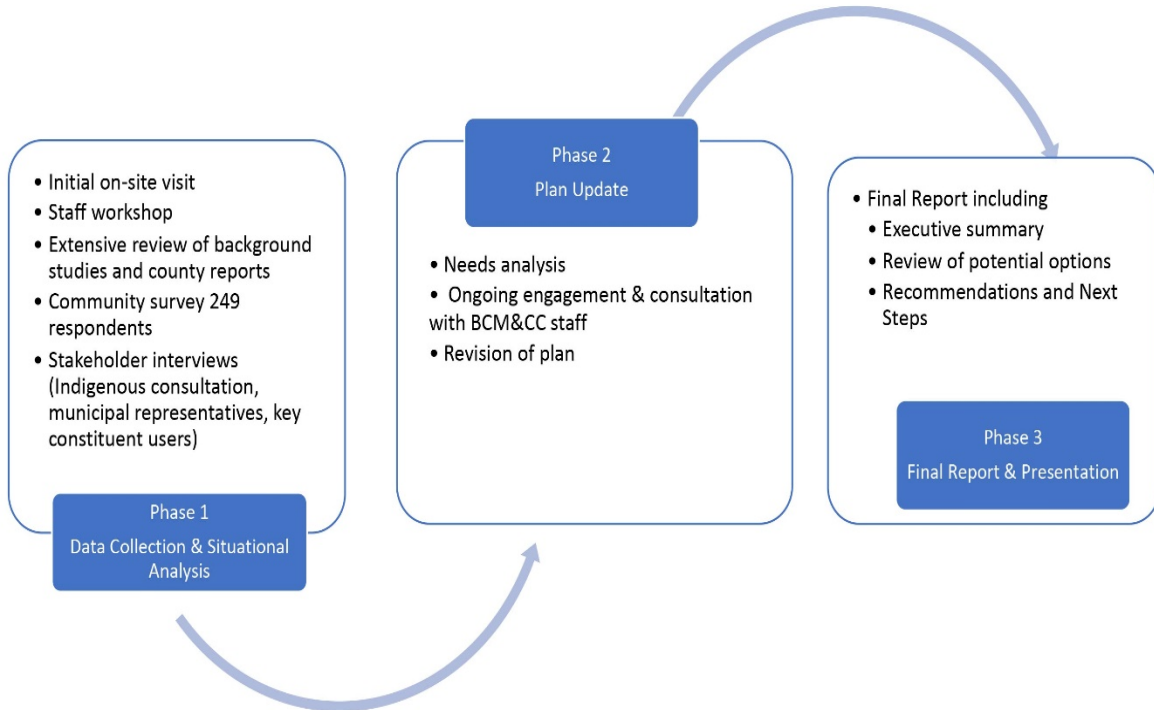 • Initial on-site visit
• Staff workshop
• Extensive review of background
studies and county reports
• Community survey 249
respondents
• Stakeholder interviews
(Indigenous consultation,
municipal representatives, key
constituent users)
Phase 1
Data Collection & Situational
Analysis
Phase 2
Plan Update
• Needs analysis
• Ongoing engagement & consultation
with BCM&CC staff
• Revision of plan
• Final Report including
• Executive summary
• Review of potential options
• Recommendations and Next
Steps
Phase 3
Final Report & Presentation